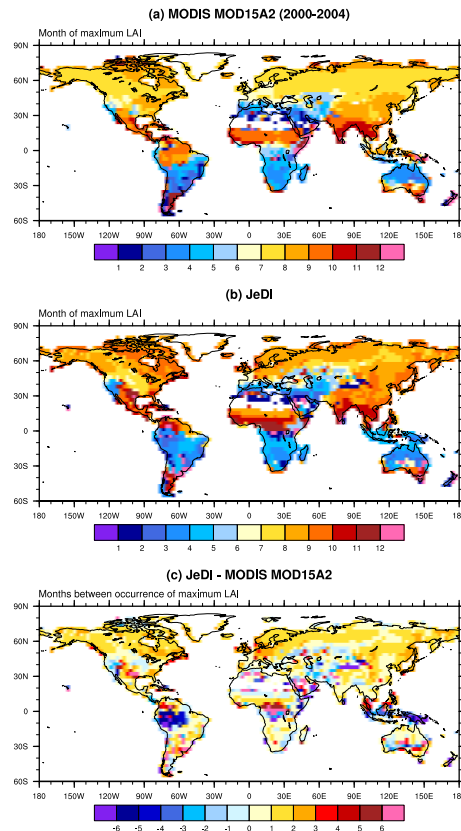 (a) MODIS MOD15A2 (2000-2004)
Month of maximum LAI
90N
60N
30N
0
30S
60S
180 150W 120W 90W 60W 30W 0 30E 60E 90E 120E 150E 18
1 2 3 4 5 6 7 8 9 10 11 12
(b) JeDI
Month of maximum LAI
90N
60N
30N
0
30S
60S
180 150W 120W 90W 60W 30W 0 30E 60E 90E 120E 150E 18
1 2 3 4 5 6 7 8 9 10 11 12
(c) JeDI - MODIS MOD15A2
Months between occurrence of maximum LAI
90N
60N
30N
0
30S
60S
180 150W 120W 90W 60W 30W 0 30E 60E 90E 120E 150E 18
-6 -5 -4 -3 -2 -1 0 1 2 3 4 5 6